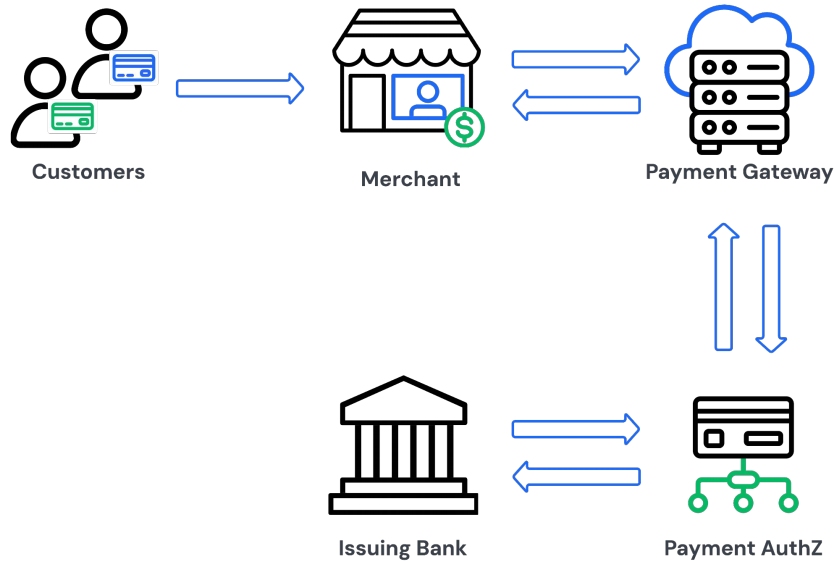 Customers
Merchant
Payment Gateway
$
Issuing Bank
Payment AuthZ